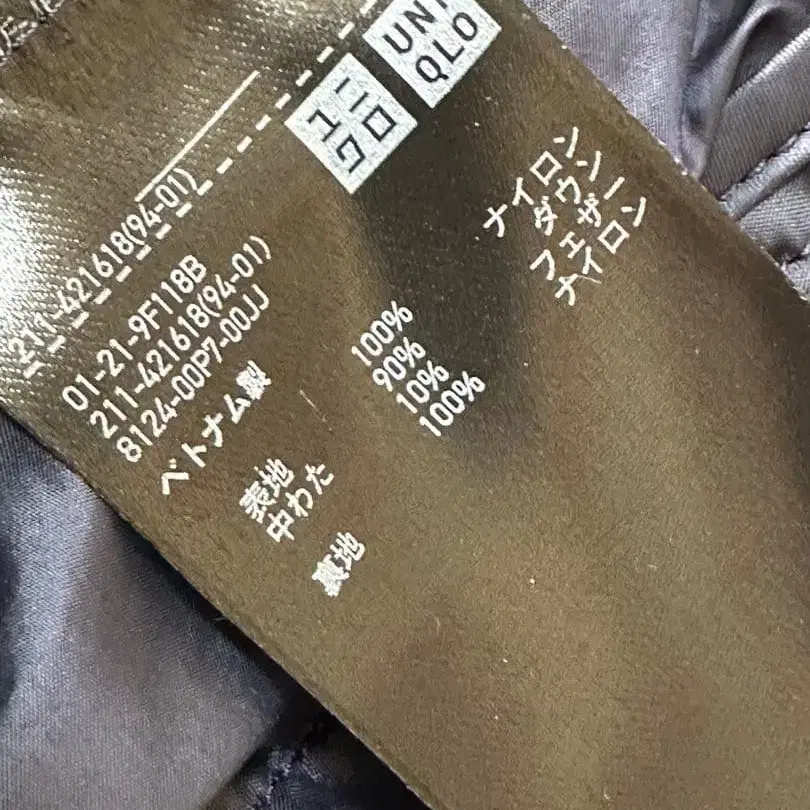 UNI
QLO
ユニ
クロ
211-421618(94-01)
01-21-9F118B
211-421618(94-01)
8124-00P7-00JJ
ベトナム製
表地 100% ナイロン
中わた 90% ダウン
10% フェザー
裏地 100% ナイロン